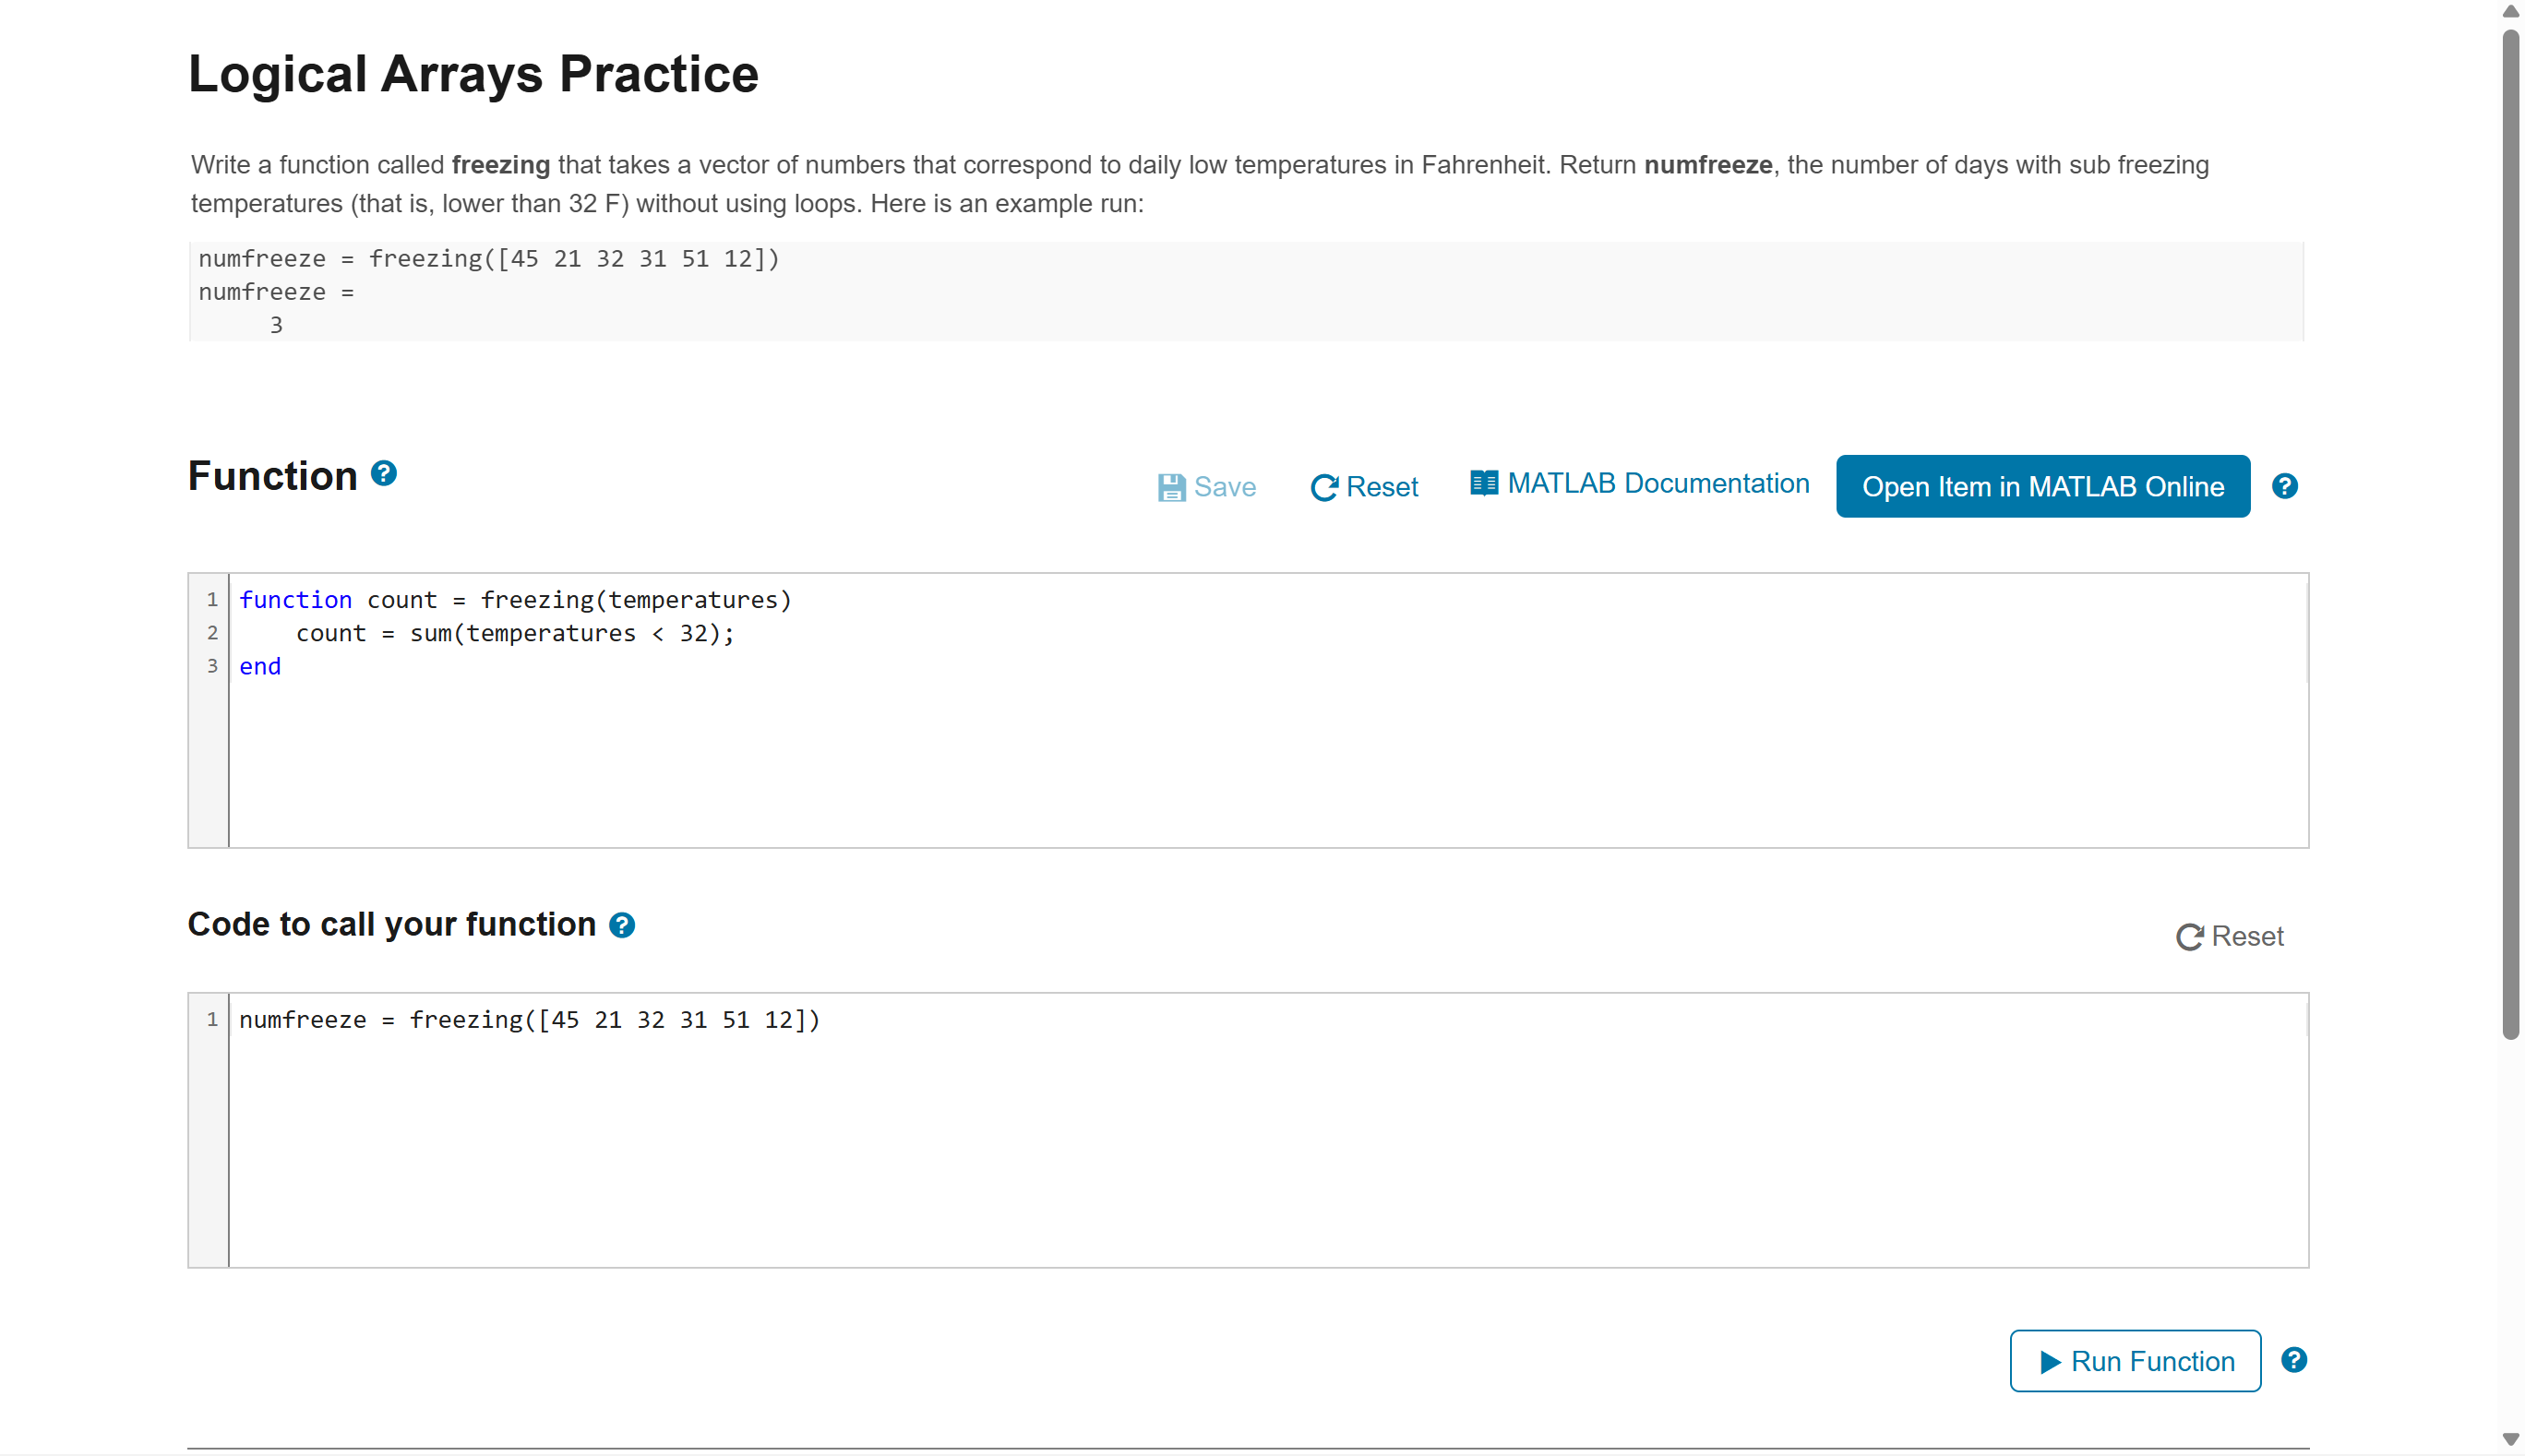 Logical Arrays Practice
Write a function called freezing that takes a vector of numbers that correspond to daily low temperatures in Fahrenheit. Return numfreeze, the number of days with sub freezing
temperatures (that is, lower than 32 F) without using loops. Here is an example run:
numfreeze = freezing([45 21 32 31 51 12])
numfreeze =
     3
Function ?
Save Reset MATLAB Documentation Open Item in MATLAB Online ?
1 function count = freezing(temperatures)
2     count = sum(temperatures < 32);
3 end
Code to call your function ?
Reset
1 numfreeze = freezing([45 21 32 31 51 12])
Run Function ?